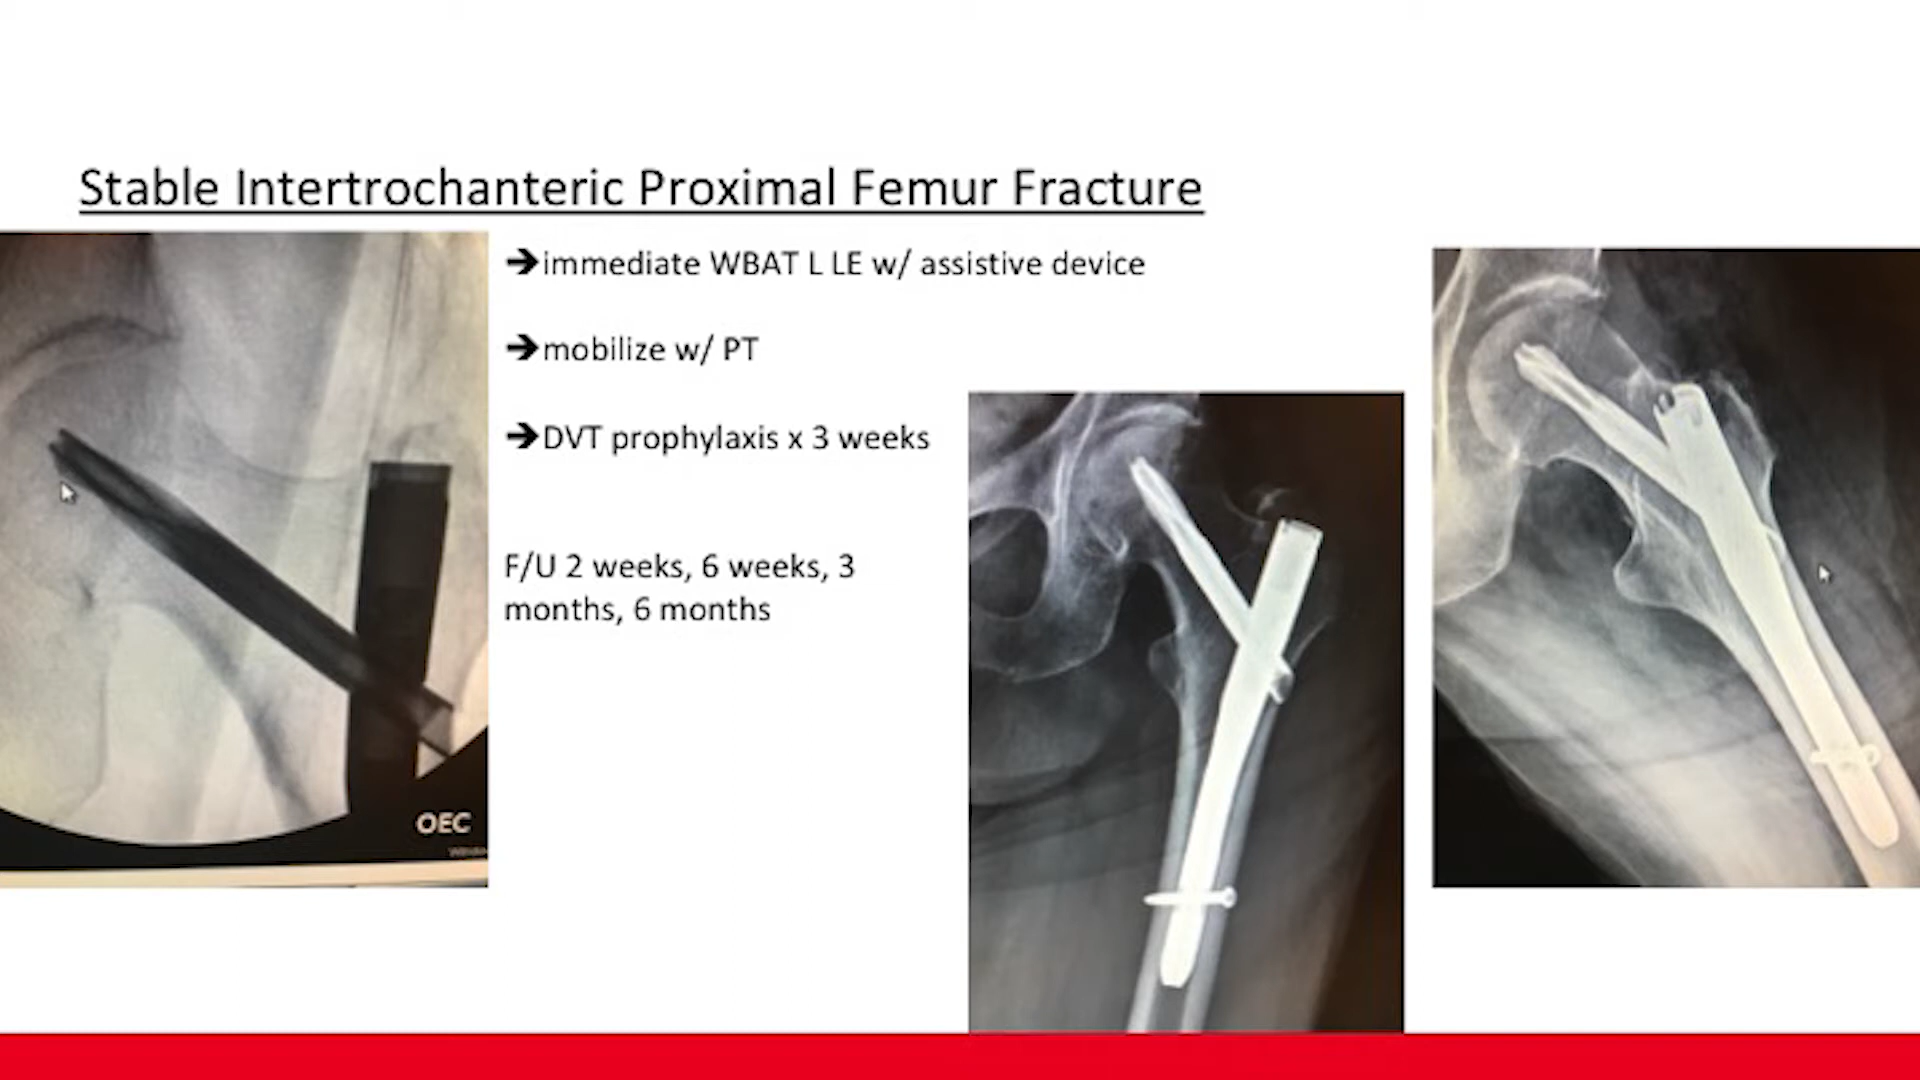 Stable Intertrochanteric Proximal Femur Fracture
➔immediate WBAT L LE w/ assistive device
➔mobilize w/ PT
➔DVT prophylaxis x 3 weeks
F/U 2 weeks, 6 weeks, 3
months, 6 months
OEC